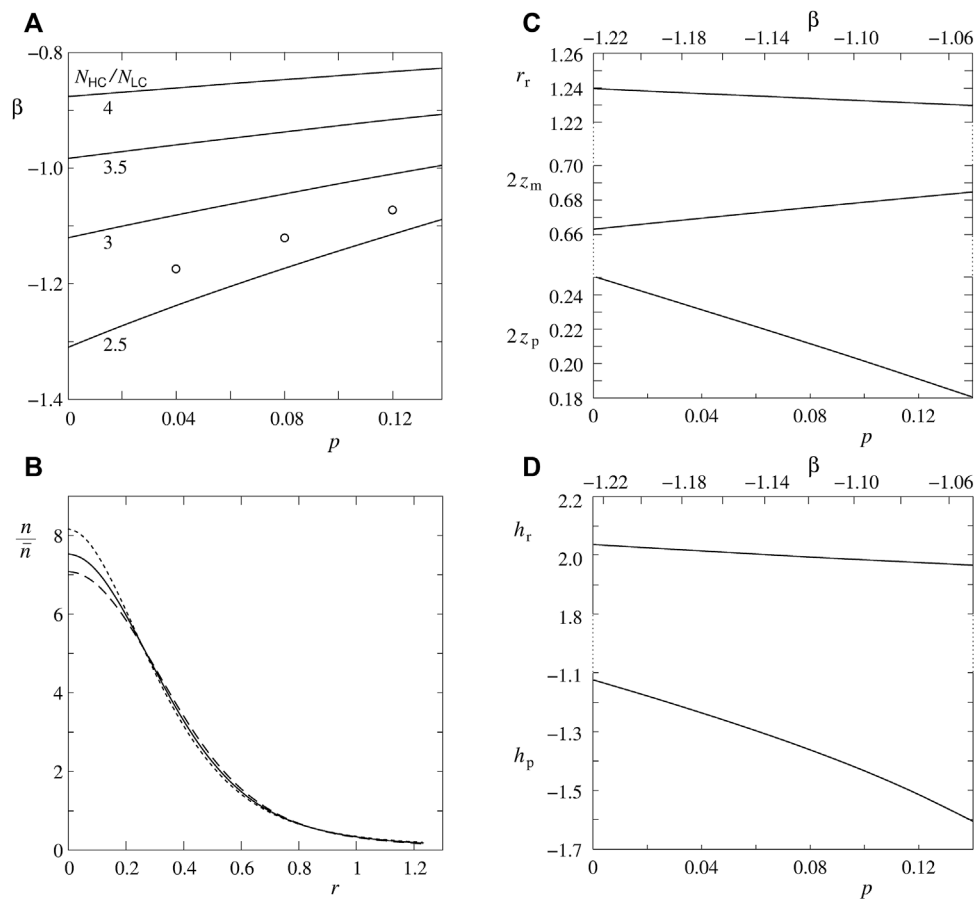 A
−0.8
N_HC/N_LC
β
4
−1.0
3.5
3
−1.2
2.5
−1.4
0 0.04 0.08 0.12
p
B
n/n̄
8
6
4
2
0
0 0.2 0.4 0.6 0.8 1 1.2
r
C
β
−1.22 −1.18 −1.14 −1.10 −1.06
1.26
r_r
1.24
1.22
0.70
2z_m
0.68
0.66
0.24
0.22
2z_p
0.20
0.18
0 0.04 0.08 0.12
p
D
β
−1.22 −1.18 −1.14 −1.10 −1.06
2.2
h_r
2.0
1.8
−1.1
−1.3
h_p
−1.5
−1.7
0 0.04 0.08 0.12
p